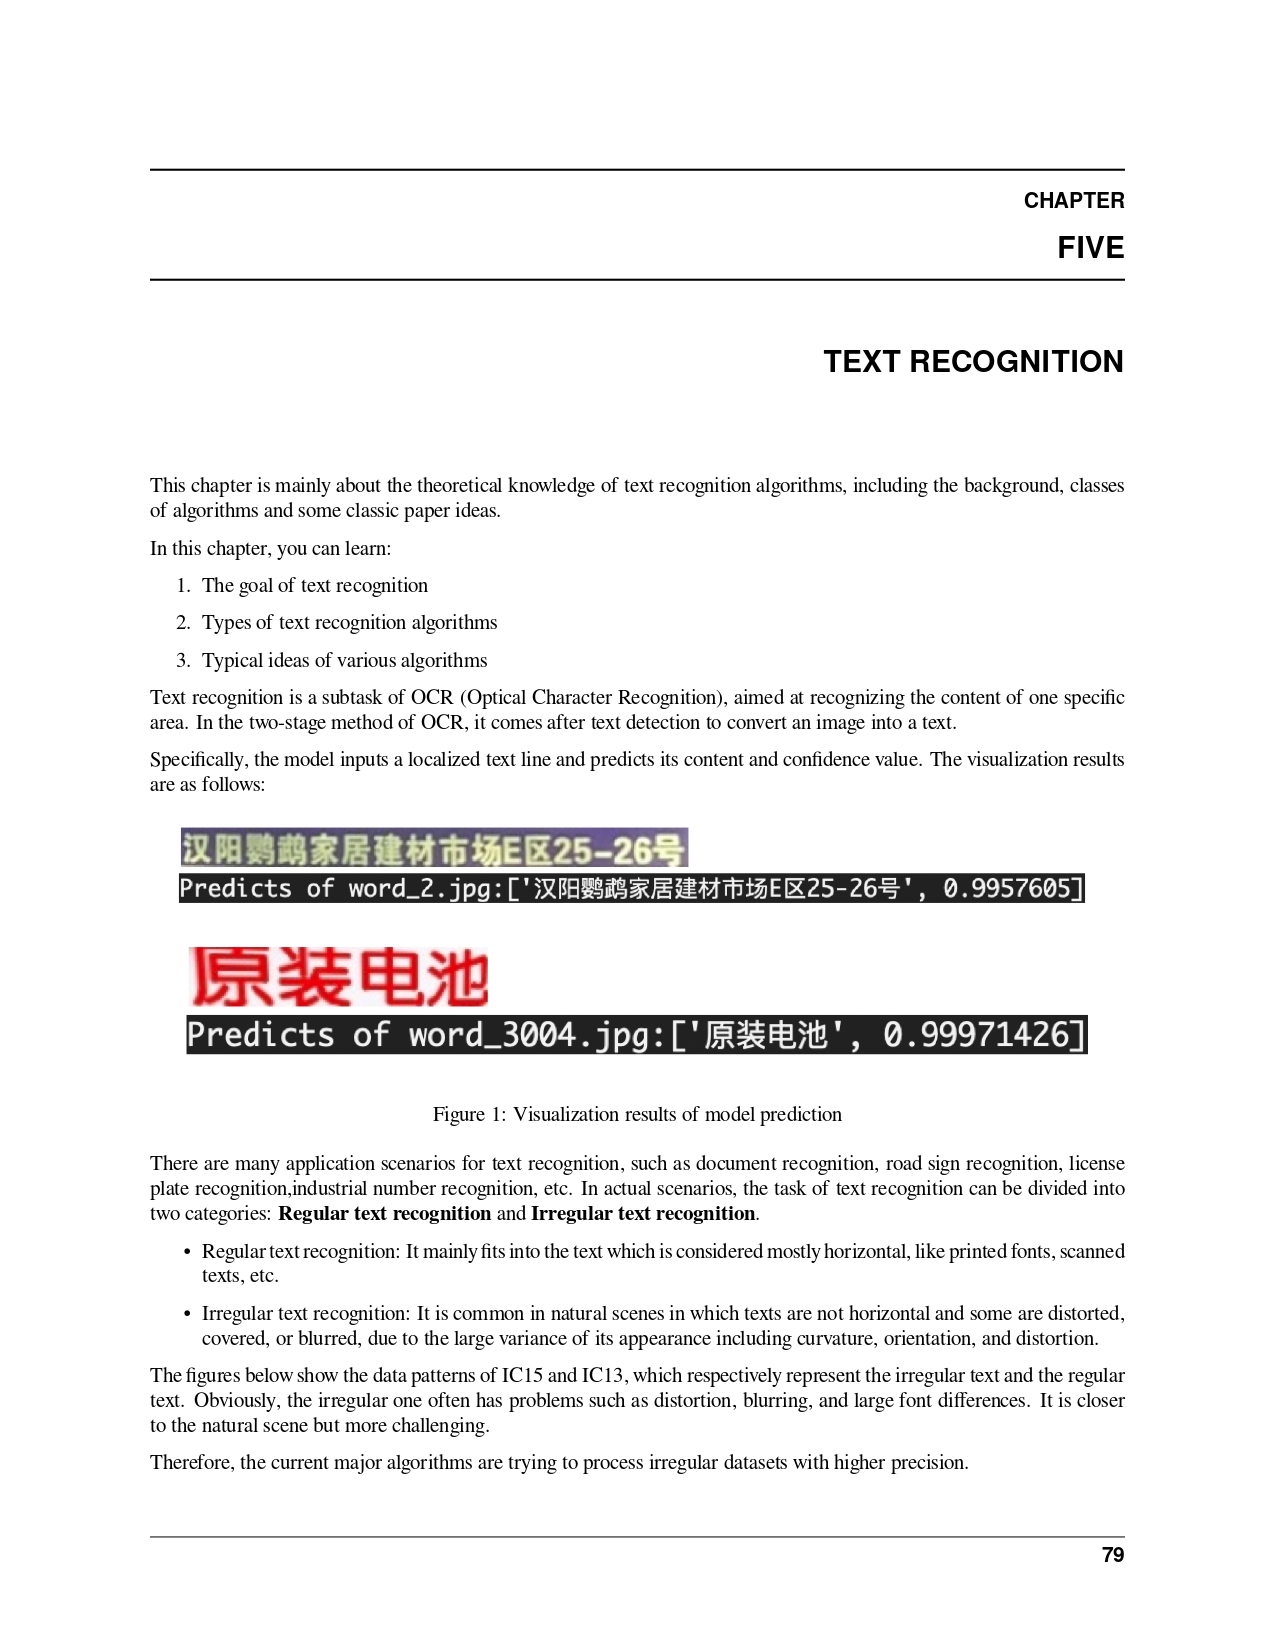 CHAPTER
FIVE
TEXT RECOGNITION
This chapter is mainly about the theoretical knowledge of text recognition algorithms, including the background, classes
of algorithms and some classic paper ideas.
In this chapter, you can learn:
1. The goal of text recognition
2. Types of text recognition algorithms
3. Typical ideas of various algorithms
Text recognition is a subtask of OCR (Optical Character Recognition), aimed at recognizing the content of one specific
area. In the two-stage method of OCR, it comes after text detection to convert an image into a text.
Specifically, the model inputs a localized text line and predicts its content and confidence value. The visualization results
are as follows:
汉阳鹦鹉家居建材市场E区25-26号
Predicts of word_2.jpg:['汉阳鹦鹉家居建材市场E区25-26号', 0.9957605]
原装电池
Predicts of word_3004.jpg:['原装电池', 0.99971426]
Figure 1: Visualization results of model prediction
There are many application scenarios for text recognition, such as document recognition, road sign recognition, license
plate recognition,industrial number recognition, etc. In actual scenarios, the task of text recognition can be divided into
two categories: Regular text recognition and Irregular text recognition.
• Regular text recognition: It mainly fits into the text which is considered mostly horizontal, like printed fonts, scanned
texts, etc.
• Irregular text recognition: It is common in natural scenes in which texts are not horizontal and some are distorted,
covered, or blurred, due to the large variance of its appearance including curvature, orientation, and distortion.
The figures below show the data patterns of IC15 and IC13, which respectively represent the irregular text and the regular
text. Obviously, the irregular one often has problems such as distortion, blurring, and large font differences. It is closer
to the natural scene but more challenging.
Therefore, the current major algorithms are trying to process irregular datasets with higher precision.
79